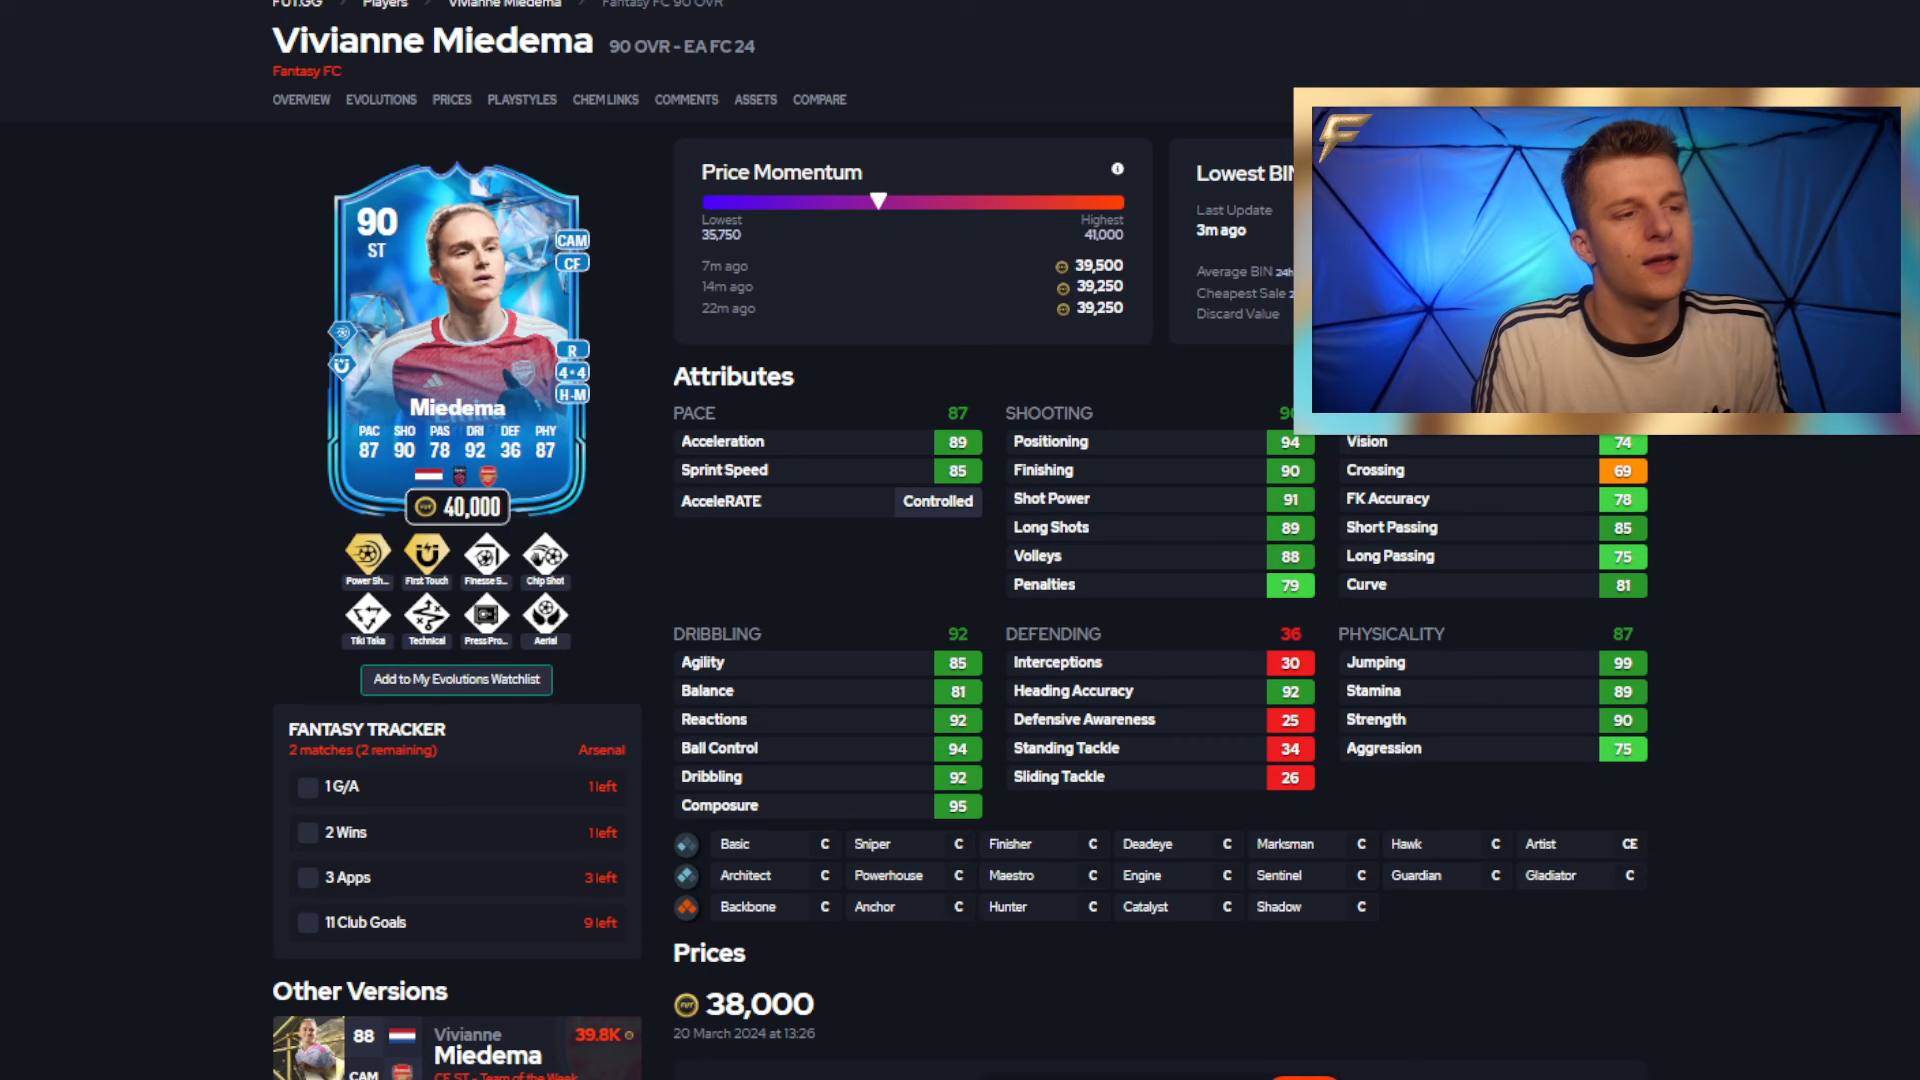 FUT.GG > Players > Vivianne Miedema > Fantasy FC 90 OVR
Vivianne Miedema 90 OVR - EA FC 24
Fantasy FC
OVERVIEW EVOLUTIONS PRICES PLAYSTYLES CHEM LINKS COMMENTS ASSETS COMPARE
90
ST
CAM
CF
R
4★4
H-M
Miedema
PAC SHO PAS DRI DEF PHY
87 90 78 92 36 87
40,000
Power Sh... First Touch Finesse S... Chip Shot
Tiki Taka Technical Press Pro... Aerial
Add to My Evolutions Watchlist
FANTASY TRACKER
2 matches (2 remaining) Arsenal
1 G/A 1 left
2 Wins 1 left
3 Apps 3 left
11 Club Goals 9 left
Other Versions
88 Vivianne 39.8K
Miedema
CAM CF ST - Team of the Week
Price Momentum
Lowest Highest
35,750 41,000
7m ago 39,500
14m ago 39,250
22m ago 39,250
Lowest BIN
Last Update
3m ago
Average BIN 24h
Cheapest Sale
Discard Value
F
Attributes
PACE 87
Acceleration 89
Sprint Speed 85
AcceleRATE Controlled
SHOOTING
Positioning 94
Finishing 90
Shot Power 91
Long Shots 89
Volleys 88
Penalties 79
Vision 74
Crossing 69
FK Accuracy 78
Short Passing 85
Long Passing 75
Curve 81
DRIBBLING 92
Agility 85
Balance 81
Reactions 92
Ball Control 94
Dribbling 92
Composure 95
DEFENDING 36
Interceptions 30
Heading Accuracy 92
Defensive Awareness 25
Standing Tackle 34
Sliding Tackle 26
PHYSICALITY 87
Jumping 99
Stamina 89
Strength 90
Aggression 75
Basic C Sniper C Finisher C Deadeye C Marksman C Hawk C Artist CE
Architect C Powerhouse C Maestro C Engine C Sentinel C Guardian C Gladiator C
Backbone C Anchor C Hunter C Catalyst C Shadow C
Prices
38,000
20 March 2024 at 13:26